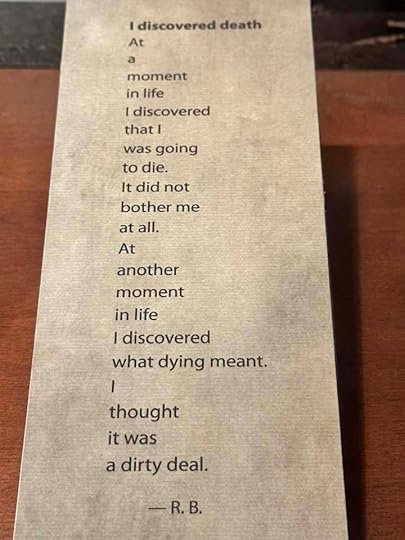 I discovered death
At
a
moment
in life
I discovered
that I
was going
to die.
It did not
bother me
at all.
At
another
moment
in life
I discovered
what dying meant.
I
thought
it was
a dirty deal.
— R. B.